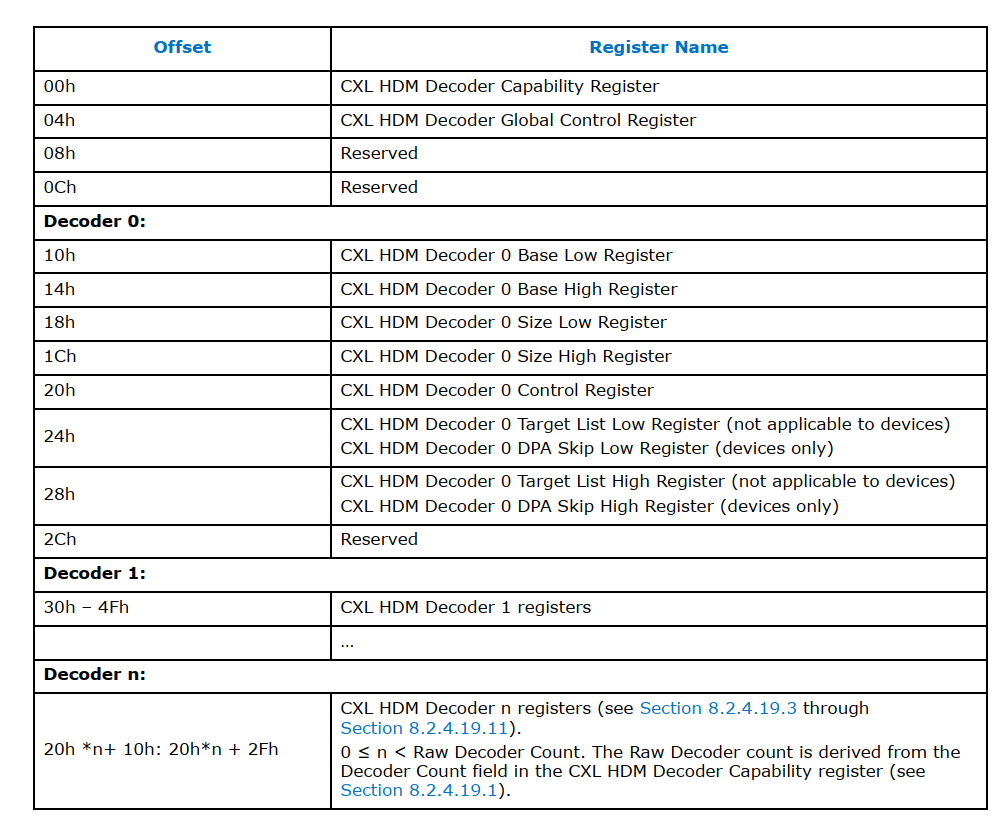 Offset Register Name
00h CXL HDM Decoder Capability Register
04h CXL HDM Decoder Global Control Register
08h Reserved
0Ch Reserved
Decoder 0:
10h CXL HDM Decoder 0 Base Low Register
14h CXL HDM Decoder 0 Base High Register
18h CXL HDM Decoder 0 Size Low Register
1Ch CXL HDM Decoder 0 Size High Register
20h CXL HDM Decoder 0 Control Register
24h
CXL HDM Decoder 0 Target List Low Register (not applicable to devices)
CXL HDM Decoder 0 DPA Skip Low Register (devices only)
28h
CXL HDM Decoder 0 Target List High Register (not applicable to devices)
CXL HDM Decoder 0 DPA Skip High Register (devices only)
2Ch Reserved
Decoder 1:
30h – 4Fh CXL HDM Decoder 1 registers
…
Decoder n:
20h *n+ 10h: 20h*n + 2Fh
CXL HDM Decoder n registers (see Section 8.2.4.19.3 through
Section 8.2.4.19.11).
0 ≤ n < Raw Decoder Count. The Raw Decoder count is derived from the
Decoder Count field in the CXL HDM Decoder Capability register (see
Section 8.2.4.19.1).